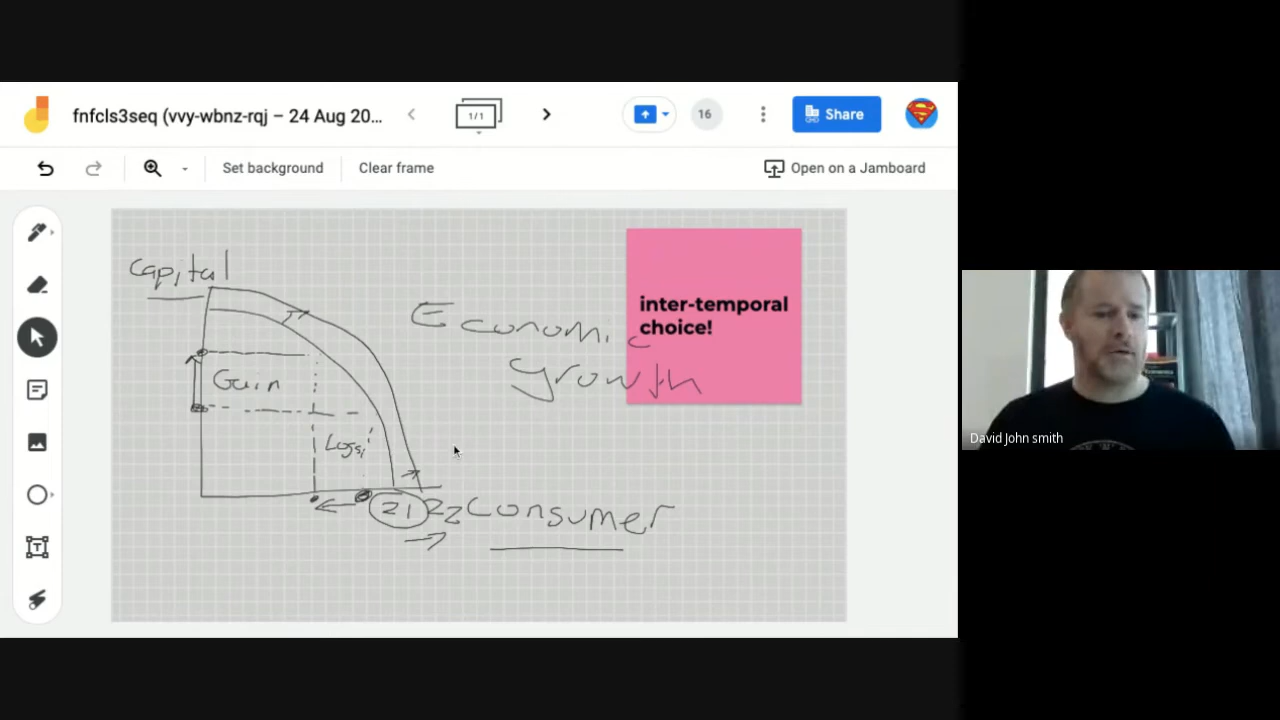 fnfcls3seq (vvy-wbnz-rqj – 24 Aug 20...
1/1
16
Share
Set background
Clear frame
Open on a Jamboard
capital
inter-temporal
choice!
Economic
growth
Gain
Loss
21 22 Consumer
David John smith